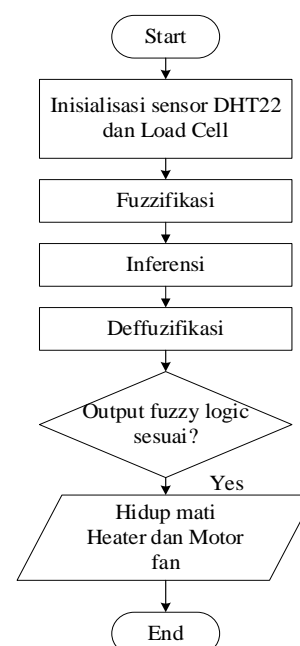 Start
Inisialisasi sensor DHT22
dan Load Cell
Fuzzifikasi
Inferensi
Deffuzifikasi
Output fuzzy logic
sesuai?
Yes
Hidup mati
Heater dan Motor
fan
End